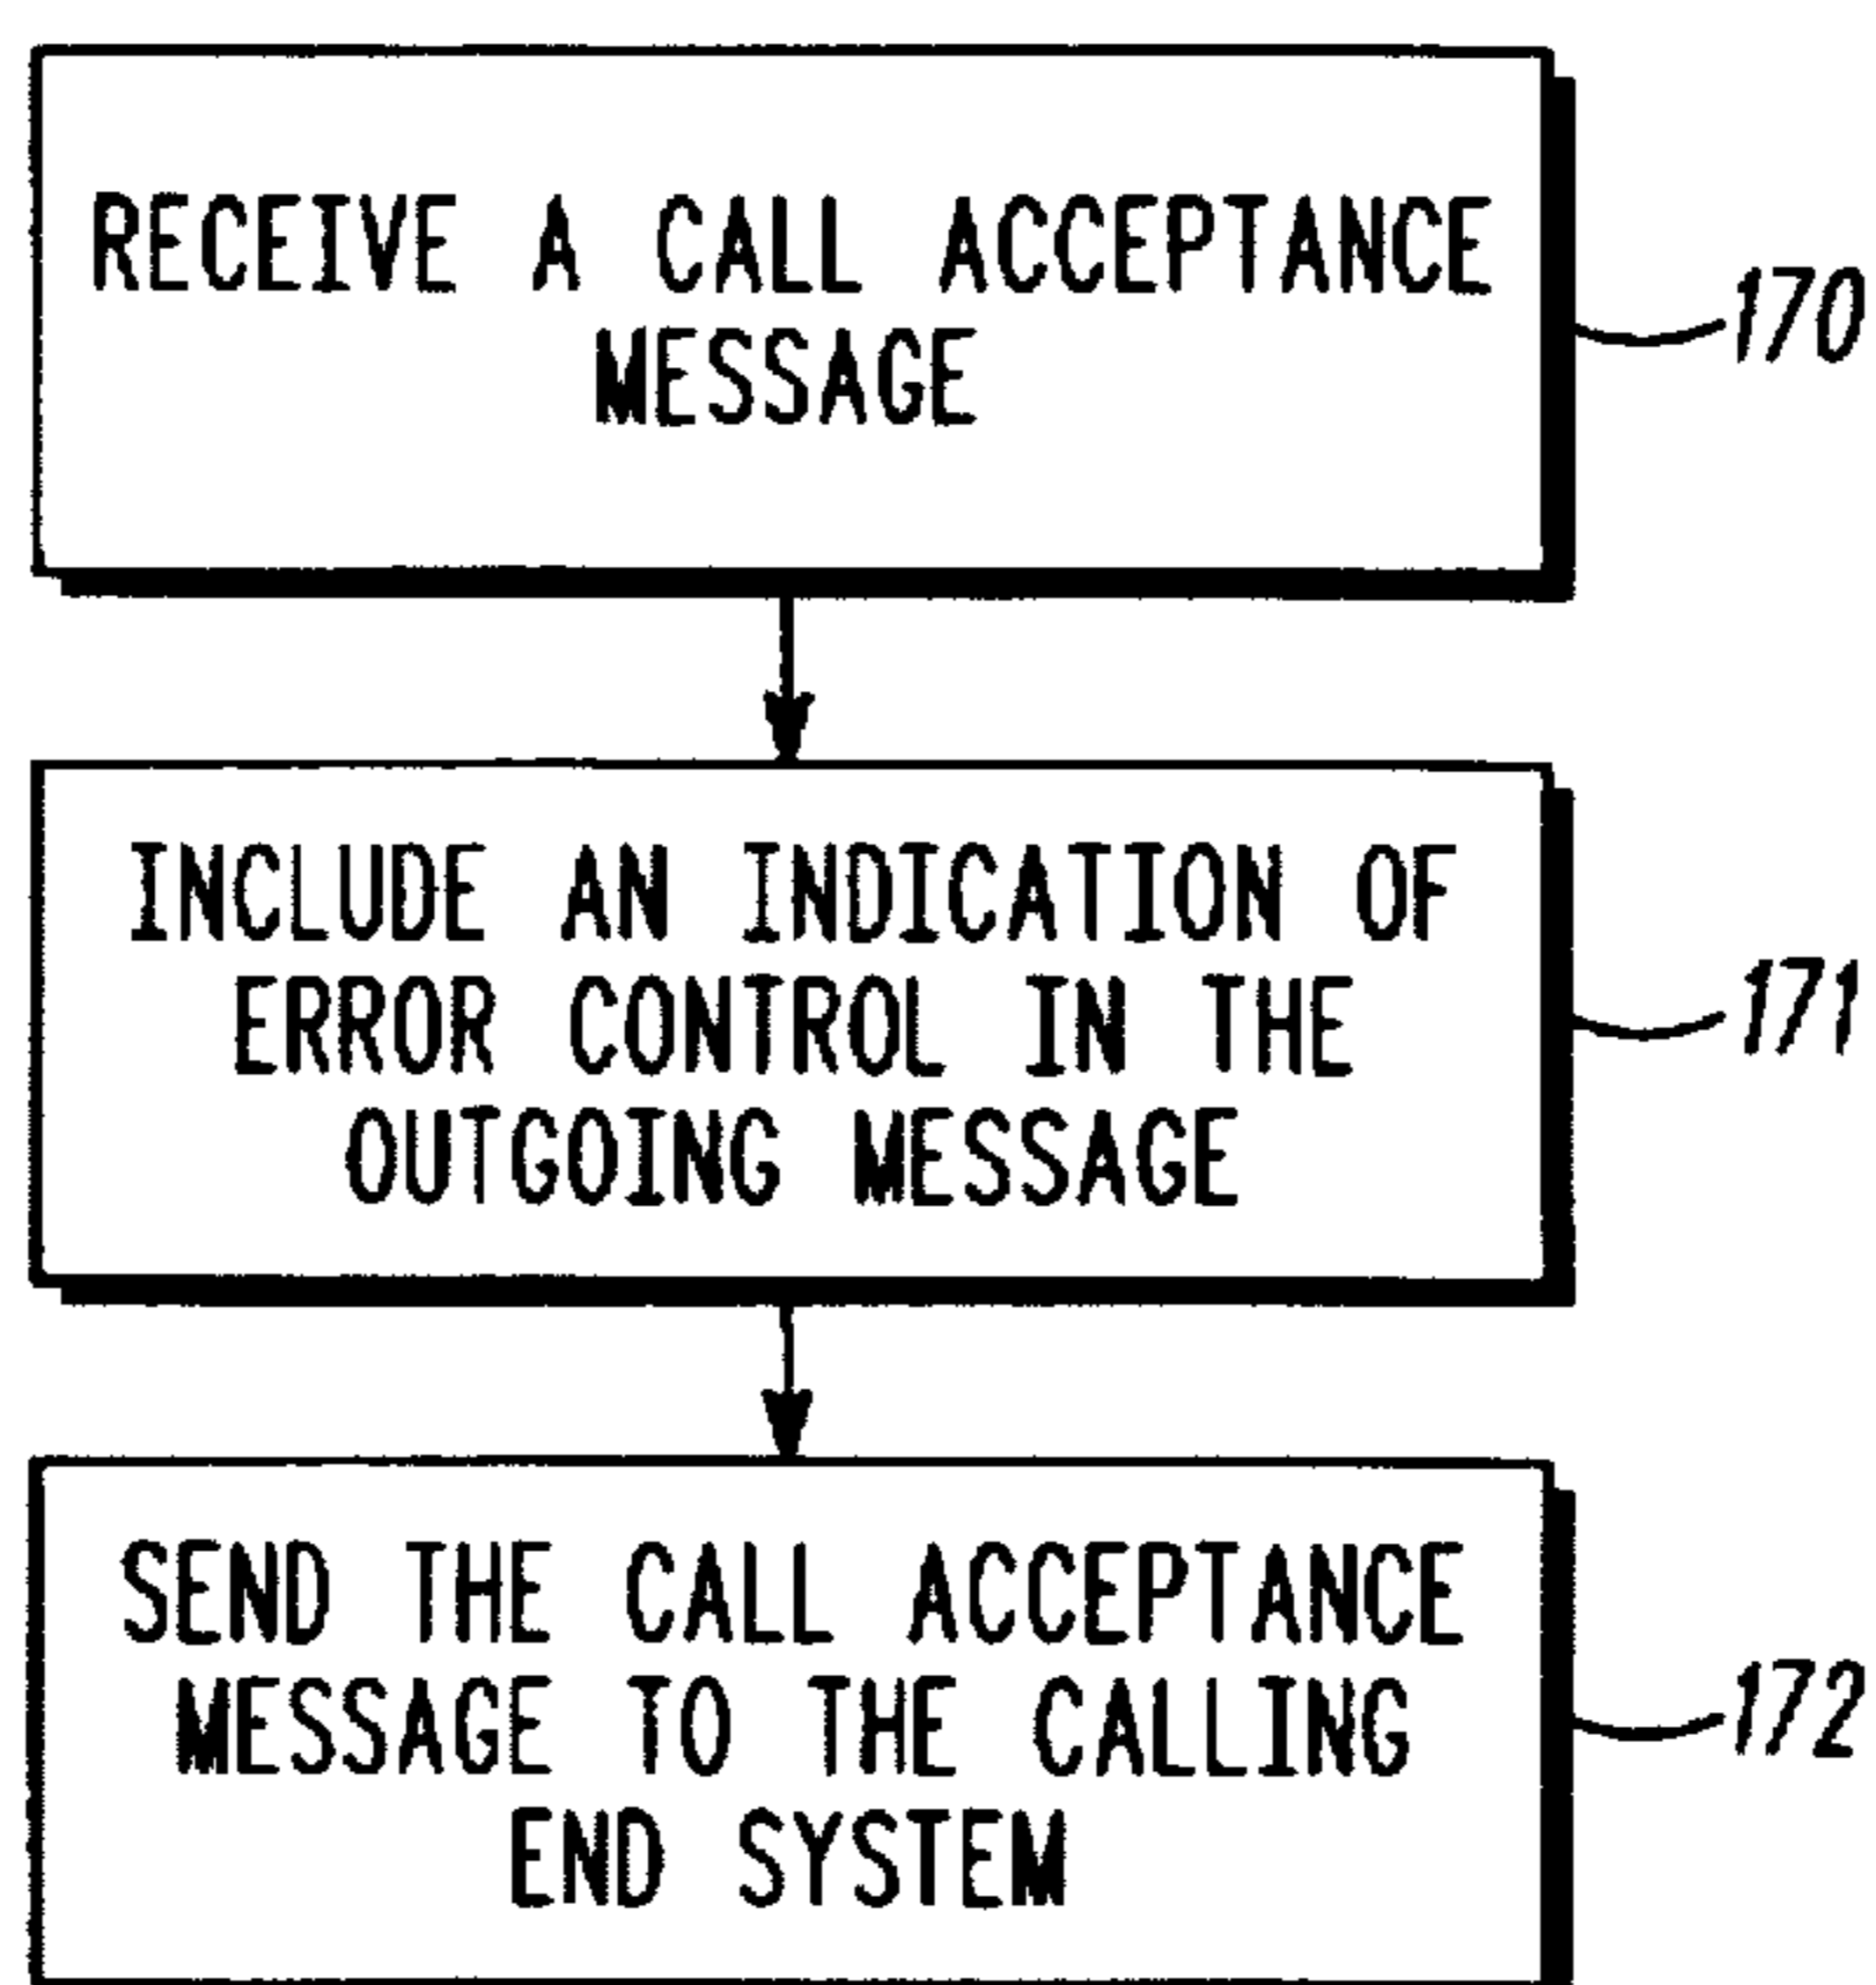 RECEIVE A CALL ACCEPTANCE
MESSAGE
170
INCLUDE AN INDICATION OF
ERROR CONTROL IN THE
OUTGOING MESSAGE
171
SEND THE CALL ACCEPTANCE
MESSAGE TO THE CALLING
END SYSTEM
172